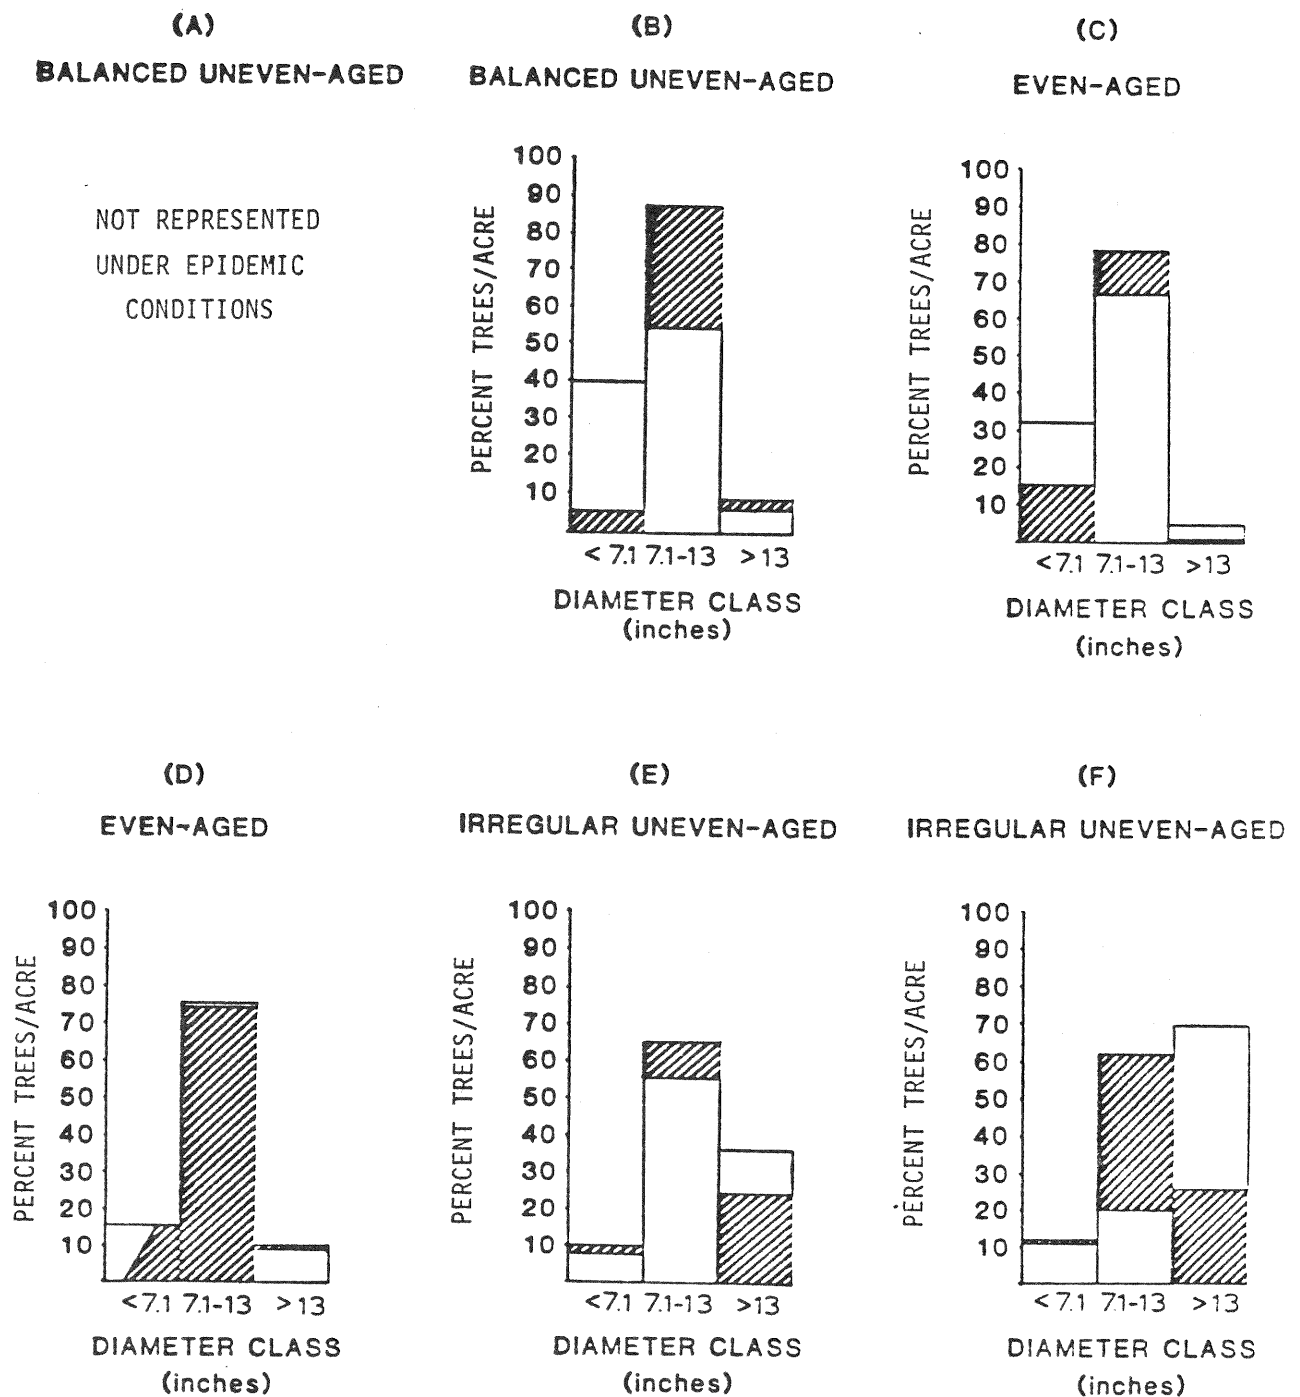 (A)
BALANCED UNEVEN-AGED
NOT REPRESENTED
UNDER EPIDEMIC
CONDITIONS
(B)
BALANCED UNEVEN-AGED
PERCENT TREES/ACRE
100
90
80
70
60
50
40
30
20
10
<7.1 7.1-13 >13
DIAMETER CLASS
(inches)
(C)
EVEN-AGED
PERCENT TREES/ACRE
100
90
80
70
60
50
40
30
20
10
<7.1 7.1-13 >13
DIAMETER CLASS
(inches)
(D)
EVEN-AGED
PERCENT TREES/ACRE
100
90
80
70
60
50
40
30
20
10
<7.1 7.1-13 >13
DIAMETER CLASS
(inches)
(E)
IRREGULAR UNEVEN-AGED
PERCENT TREES/ACRE
100
90
80
70
60
50
40
30
20
10
<7.1 7.1-13 >13
DIAMETER CLASS
(inches)
(F)
IRREGULAR UNEVEN-AGED
PERCENT TREES/ACRE
100
90
80
70
60
50
40
30
20
10
<7.1 7.1-13 >13
DIAMETER CLASS
(inches)